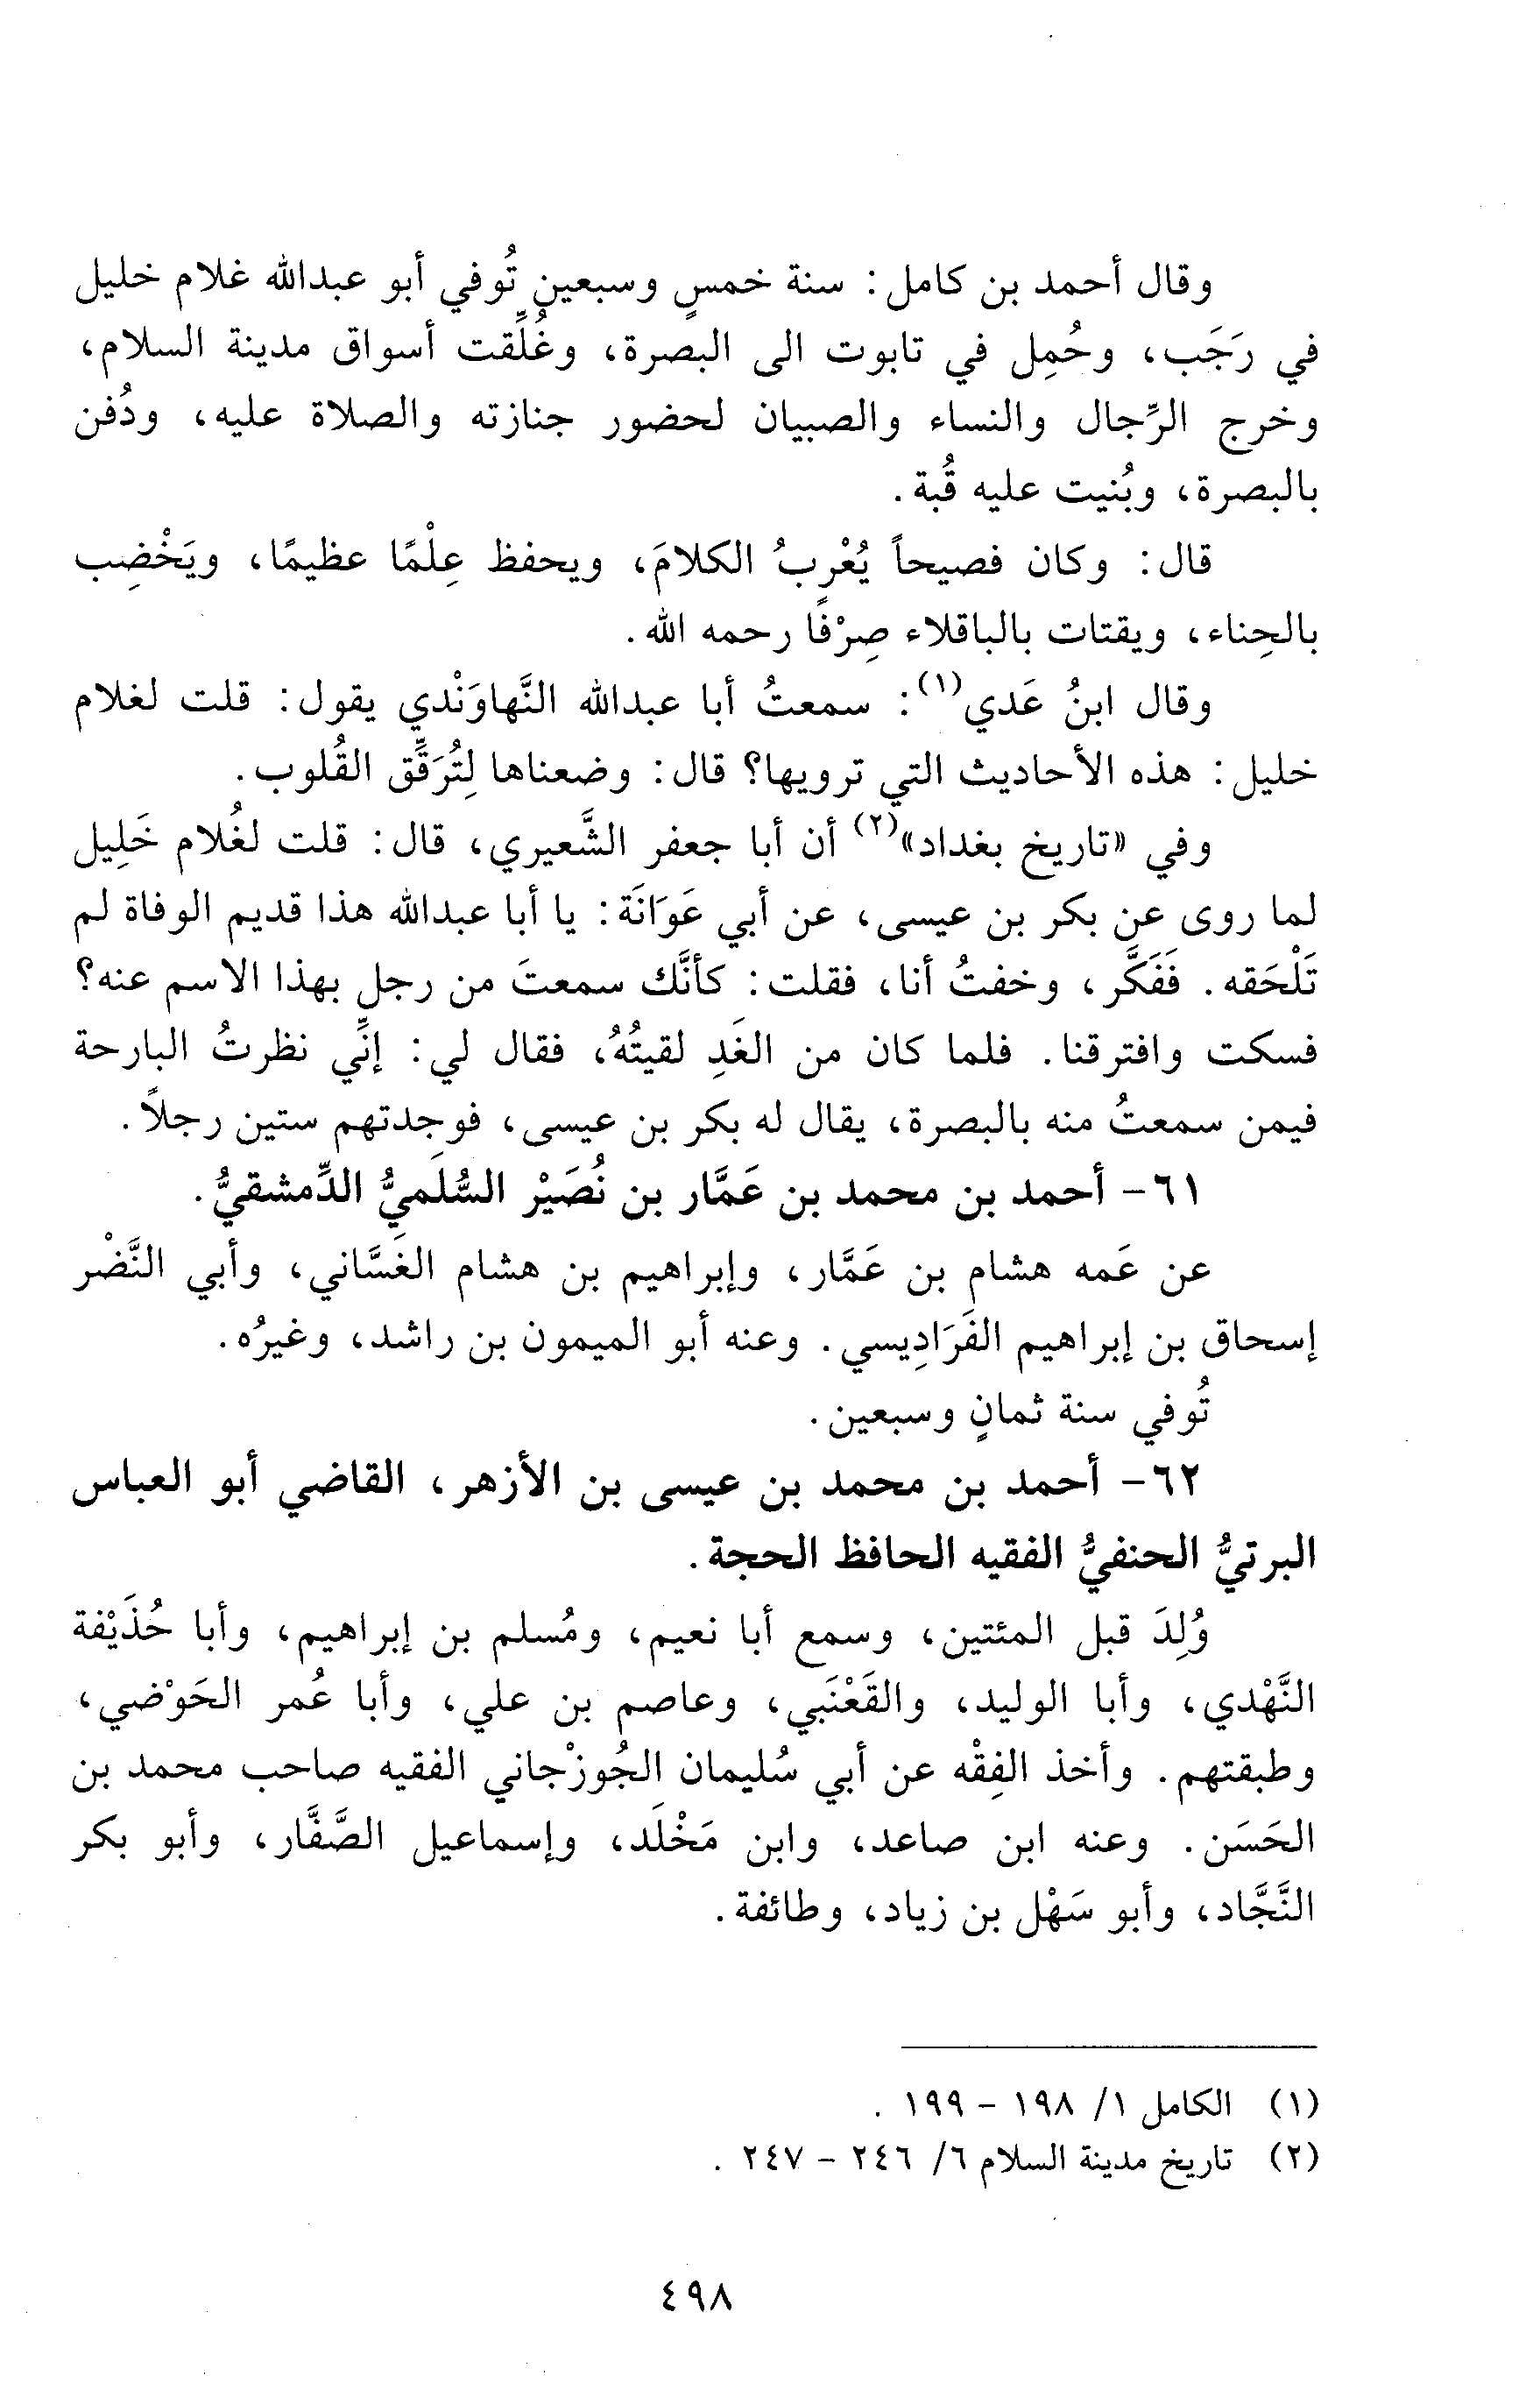 وقال أحمد بن كامل: سنة خمسٍ وسبعين تُوفي أبو عبدالله غلام خليل
في رَجَب، وحُمِل في تابوت الى البصرة، وغُلِّقت أسواق مدينة السلام،
وخرج الرِّجال والنساء والصبيان لحضور جنازته والصلاة عليه، ودُفن
بالبصرة، وبُنيت عليه قُبة.
قال: وكان فصيحاً يُعْرِبُ الكلامَ، ويحفظ عِلْمًا عظيمًا، ويَخْضِب
بالحِناء، ويقتات بالباقلاء صِرْفًا رحمه الله.
وقال ابنُ عَدي(١): سمعتُ أبا عبدالله النَّهاوَنْدي يقول: قلت لغلام
خليل: هذه الأحاديث التي ترويها؟ قال: وضعناها لِتُرَقِّق القُلوب.
وفي «تاريخ بغداد»(٢) أن أبا جعفر الشَّعيري، قال: قلت لغُلام خَلِيل
لما روى عن بكر بن عيسى، عن أبي عَوَانَة: يا أبا عبدالله هذا قديم الوفاة لم
تَلْحَقه. فَفَكَّر، وخفتُ أنا، فقلت: كأنَّك سمعتَ من رجل بهذا الاسم عنه؟
فسكت وافترقنا. فلما كان من الغَدِ لقيتُهُ، فقال لي: إنِّي نظرتُ البارحة
فيمن سمعتُ منه بالبصرة، يقال له بكر بن عيسى، فوجدتهم ستين رجلاً.
٦١- أحمد بن محمد بن عَمَّار بن نُصَيْر السُّلَميُّ الدِّمشقيُّ.
عن عَمه هشام بن عَمَّار، وإبراهيم بن هشام الغَسَّاني، وأبي النَّضْر
إسحاق بن إبراهيم الفَرَادِيسي. وعنه أبو الميمون بن راشد، وغيرُه.
تُوفي سنة ثمانٍ وسبعين.
٦٢- أحمد بن محمد بن عيسى بن الأزهر، القاضي أبو العباس
البرتيُّ الحنفيُّ الفقيه الحافظ الحجة.
وُلِدَ قبل المئتين، وسمع أبا نعيم، ومُسلم بن إبراهيم، وأبا حُذَيْفة
النَّهْدي، وأبا الوليد، والقَعْنَبي، وعاصم بن علي، وأبا عُمر الحَوْضي،
وطبقتهم. وأخذ الفِقْه عن أبي سُليمان الجُوزْجاني الفقيه صاحب محمد بن
الحَسَن. وعنه ابن صاعد، وابن مَخْلَد، وإسماعيل الصَّفَّار، وأبو بكر
النَّجَّاد، وأبو سَهْل بن زياد، وطائفة.
(١) الكامل ١/ ١٩٨ - ١٩٩ .
(٢) تاريخ مدينة السلام ٦/ ٢٤٦ - ٢٤٧ .
٤٩٨